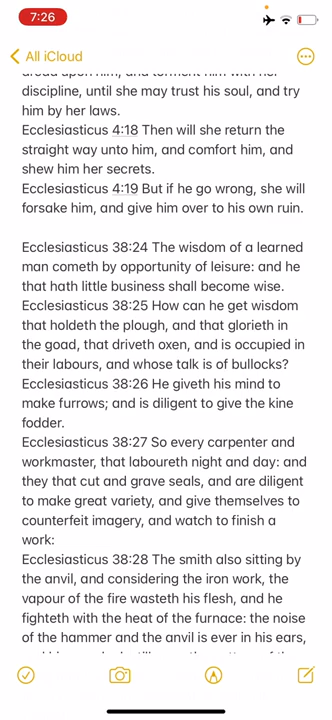 7:26
All iCloud
dread upon him, and torment him with her
discipline, until she may trust his soul, and try
him by her laws.
Ecclesiasticus 4:18 Then will she return the
straight way unto him, and comfort him, and
shew him her secrets.
Ecclesiasticus 4:19 But if he go wrong, she will
forsake him, and give him over to his own ruin.
Ecclesiasticus 38:24 The wisdom of a learned
man cometh by opportunity of leisure: and he
that hath little business shall become wise.
Ecclesiasticus 38:25 How can he get wisdom
that holdeth the plough, and that glorieth in
the goad, that driveth oxen, and is occupied in
their labours, and whose talk is of bullocks?
Ecclesiasticus 38:26 He giveth his mind to
make furrows; and is diligent to give the kine
fodder.
Ecclesiasticus 38:27 So every carpenter and
workmaster, that laboureth night and day: and
they that cut and grave seals, and are diligent
to make great variety, and give themselves to
counterfeit imagery, and watch to finish a
work:
Ecclesiasticus 38:28 The smith also sitting by
the anvil, and considering the iron work, the
vapour of the fire wasteth his flesh, and he
fighteth with the heat of the furnace: the noise
of the hammer and the anvil is ever in his ears,